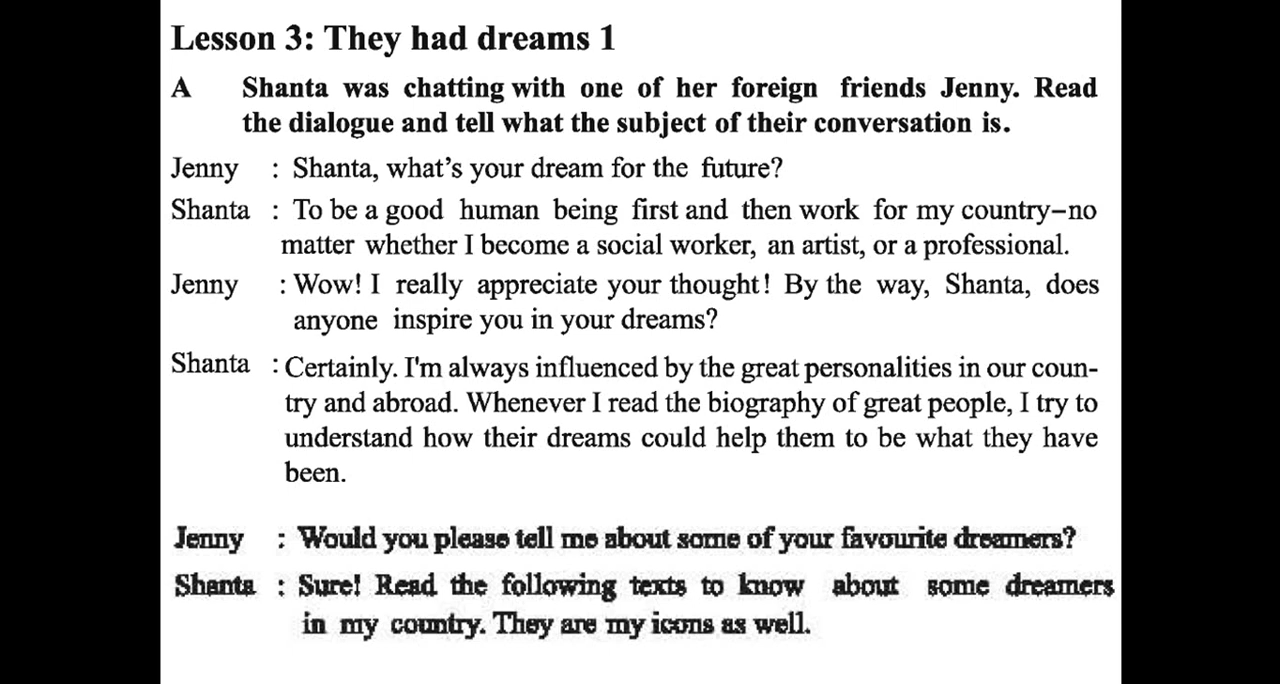 Lesson 3: They had dreams 1
A Shanta was chatting with one of her foreign friends Jenny. Read
the dialogue and tell what the subject of their conversation is.
Jenny : Shanta, what's your dream for the future?
Shanta : To be a good human being first and then work for my country–no
matter whether I become a social worker, an artist, or a professional.
Jenny : Wow! I really appreciate your thought! By the way, Shanta, does
anyone inspire you in your dreams?
Shanta : Certainly. I'm always influenced by the great personalities in our coun-
try and abroad. Whenever I read the biography of great people, I try to
understand how their dreams could help them to be what they have
been.
Jenny : Would you please tell me about some of your favourite dreamers?
Shanta : Sure! Read the following texts to know about some dreamers
in my country. They are my icons as well.